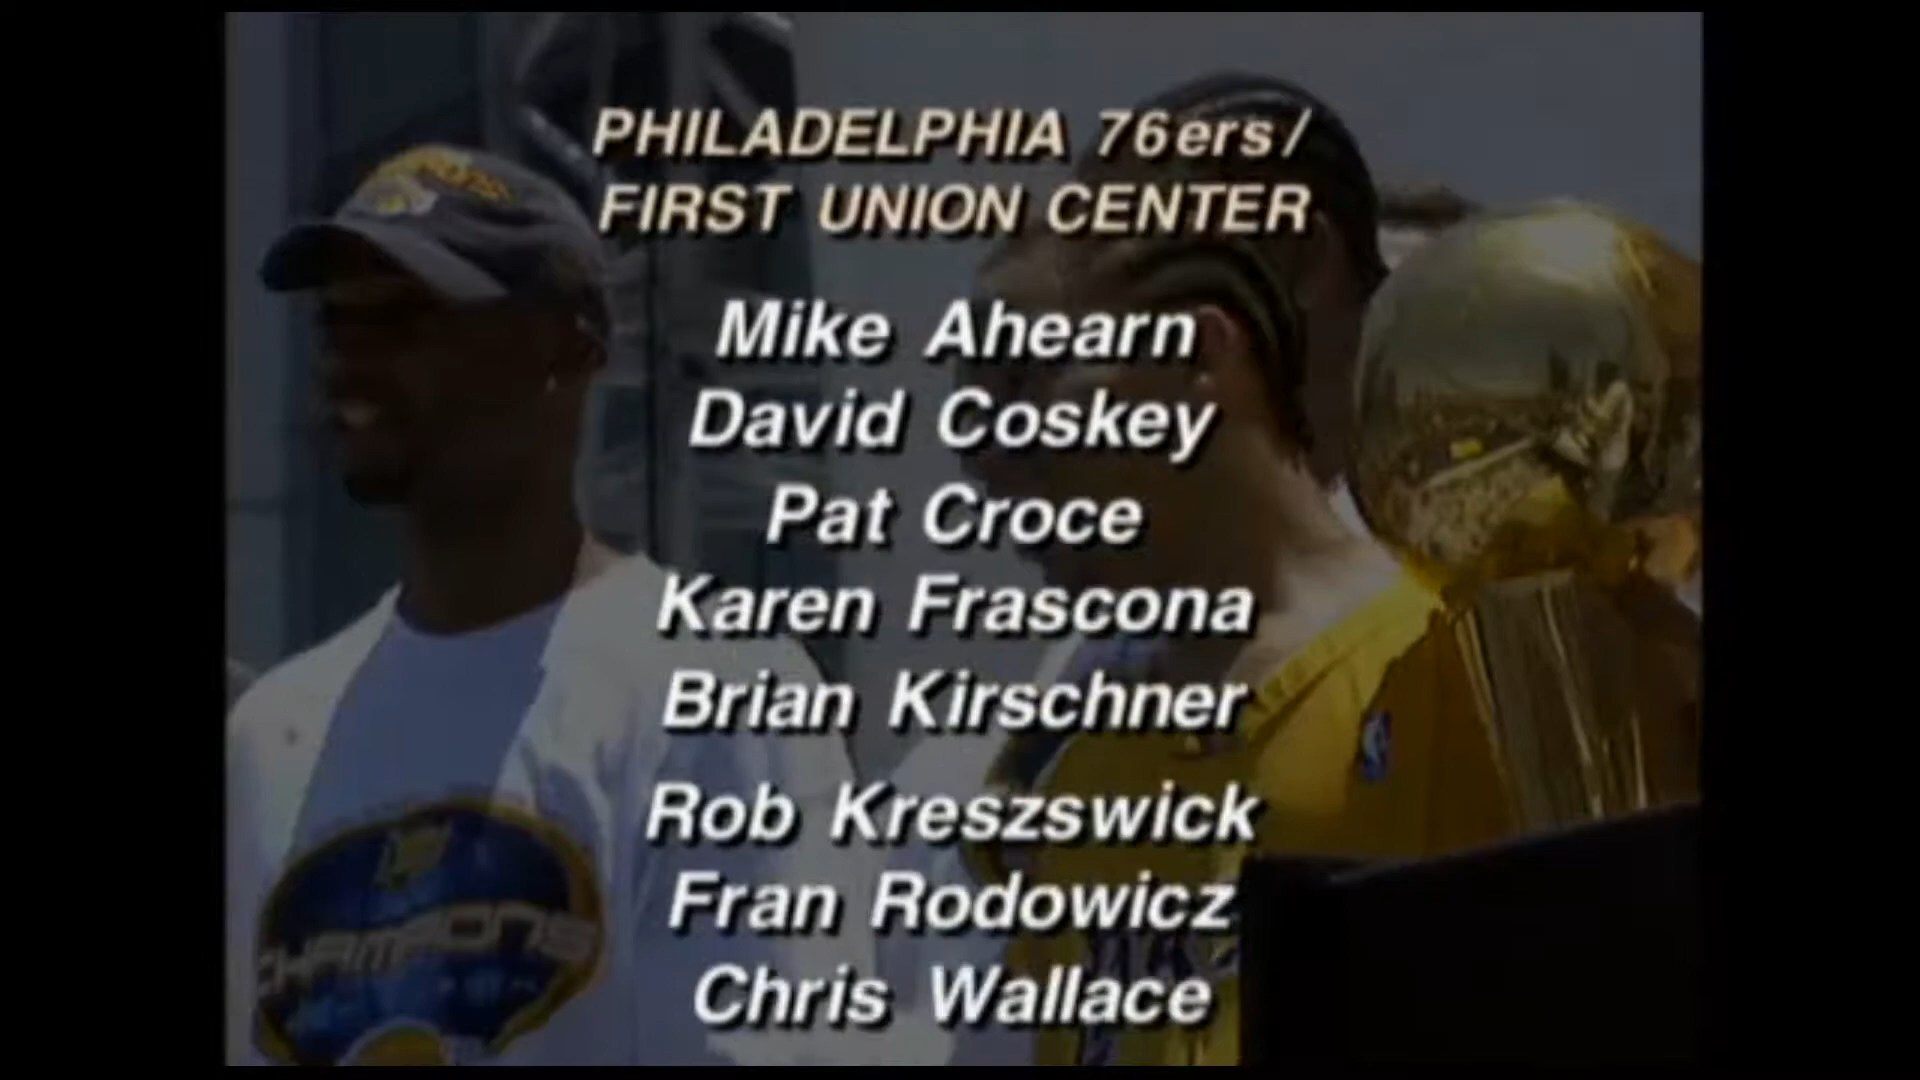 PHILADELPHIA 76ers/
FIRST UNION CENTER
Mike Ahearn
David Coskey
Pat Croce
Karen Frascona
Brian Kirschner
Rob Kreszswick
Fran Rodowicz
Chris Wallace
CHAMPIONS